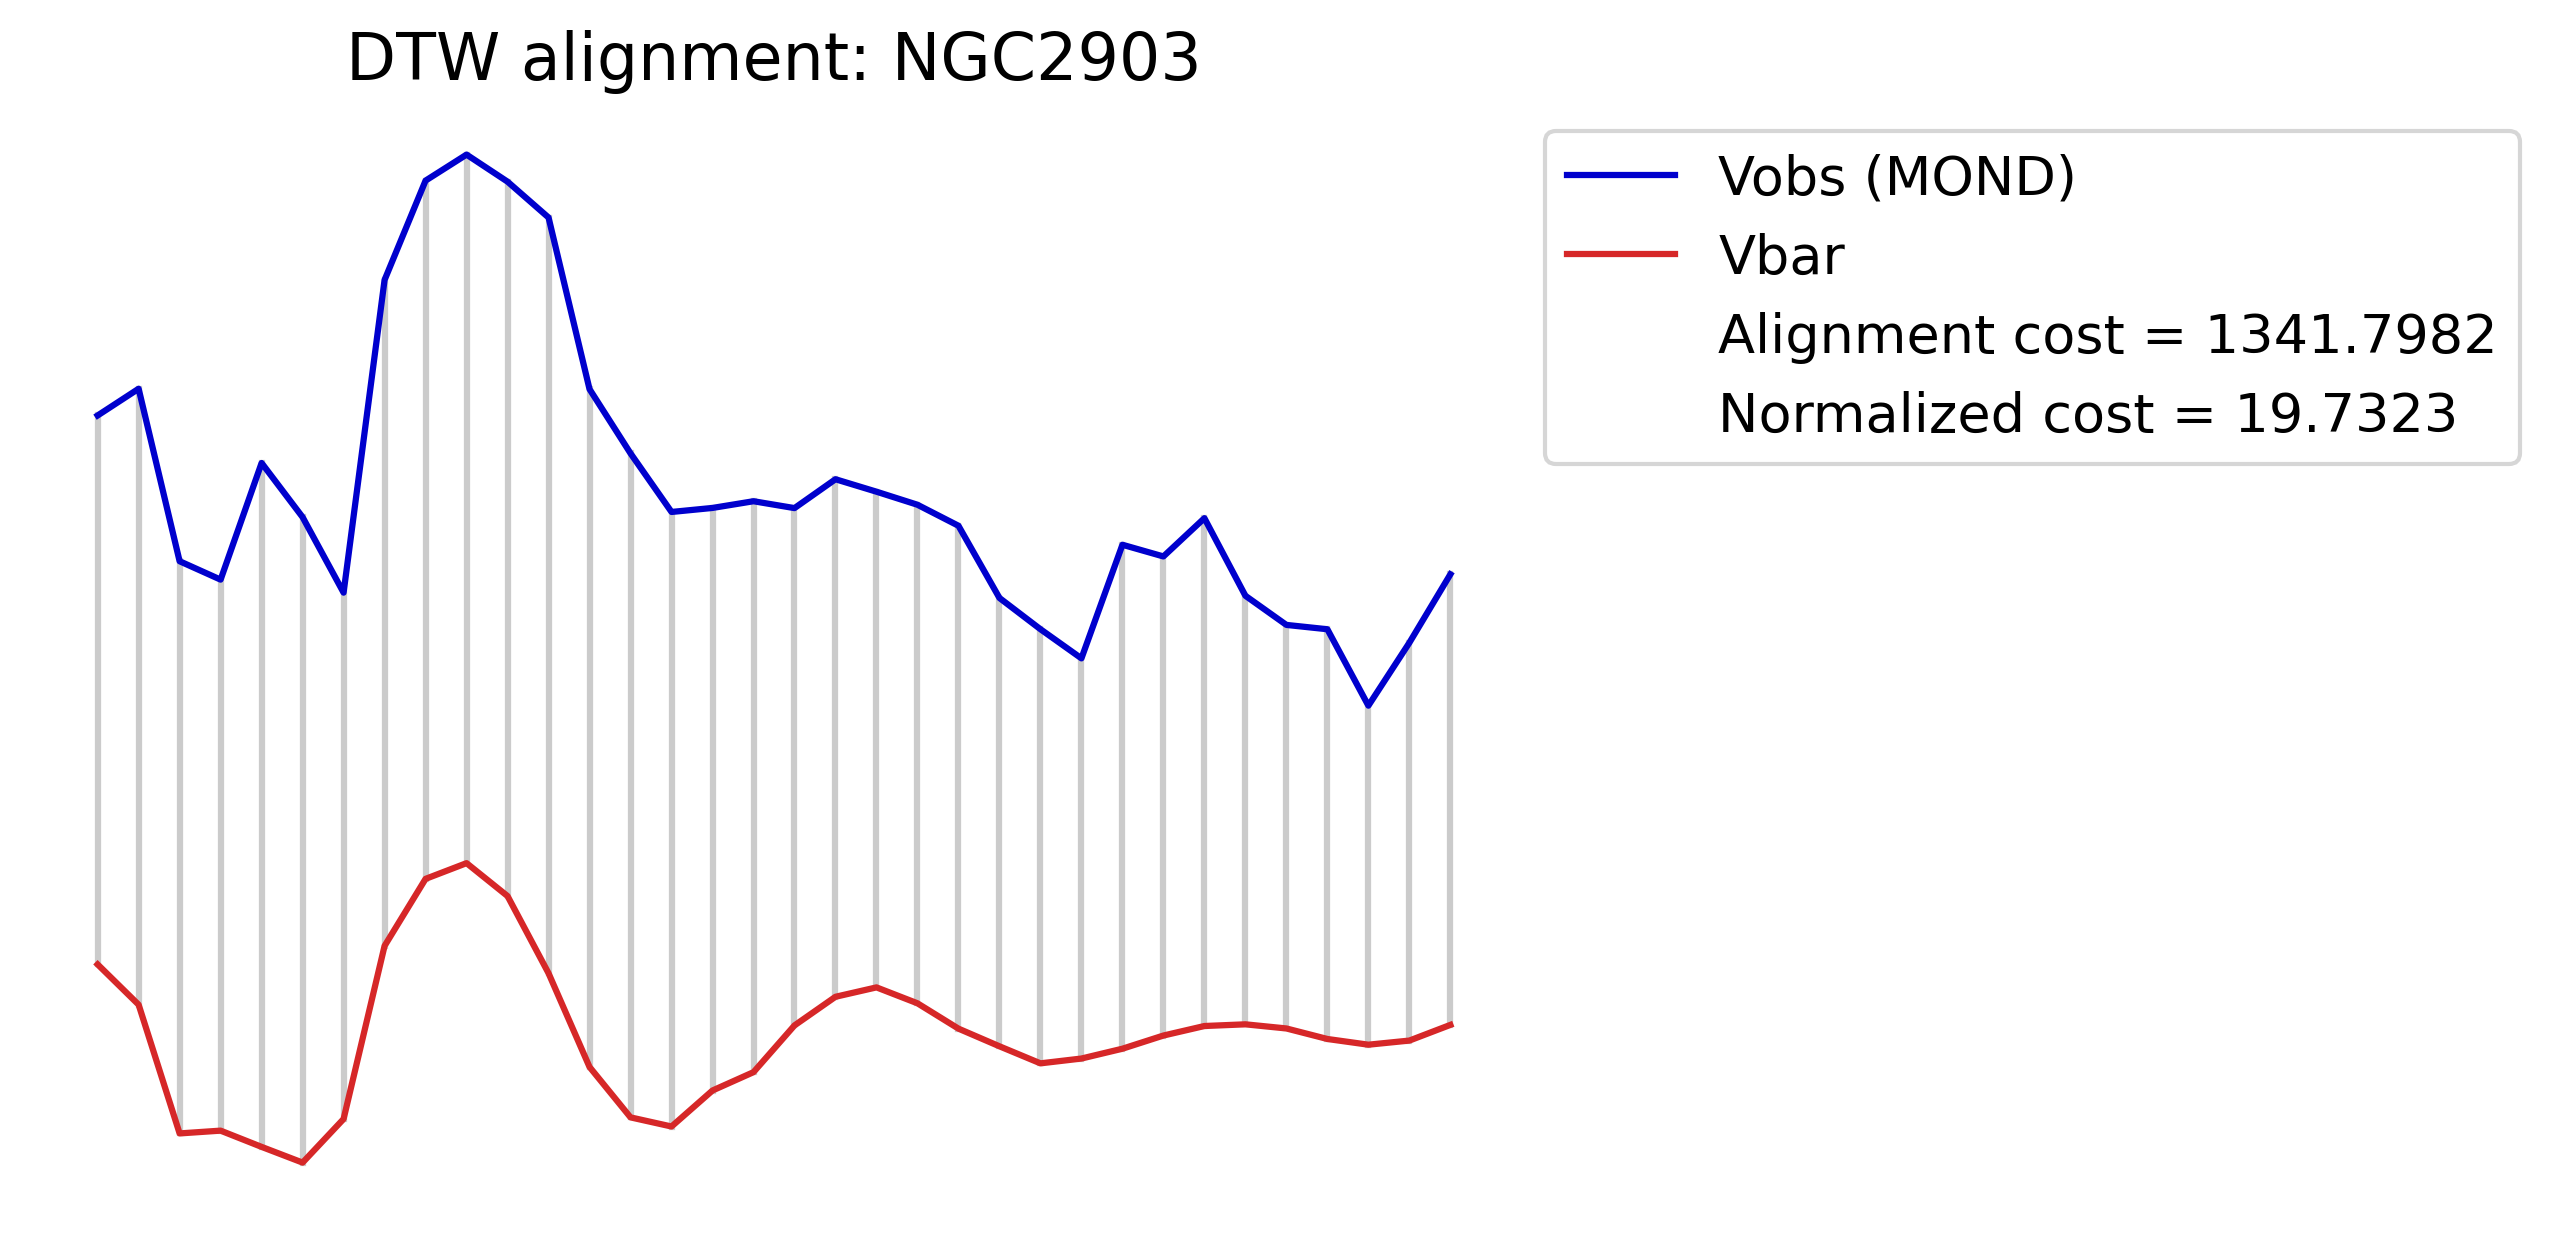 DTW alignment: NGC2903
Vobs (MOND)
Vbar
Alignment cost = 1341.7982
Normalized cost = 19.7323